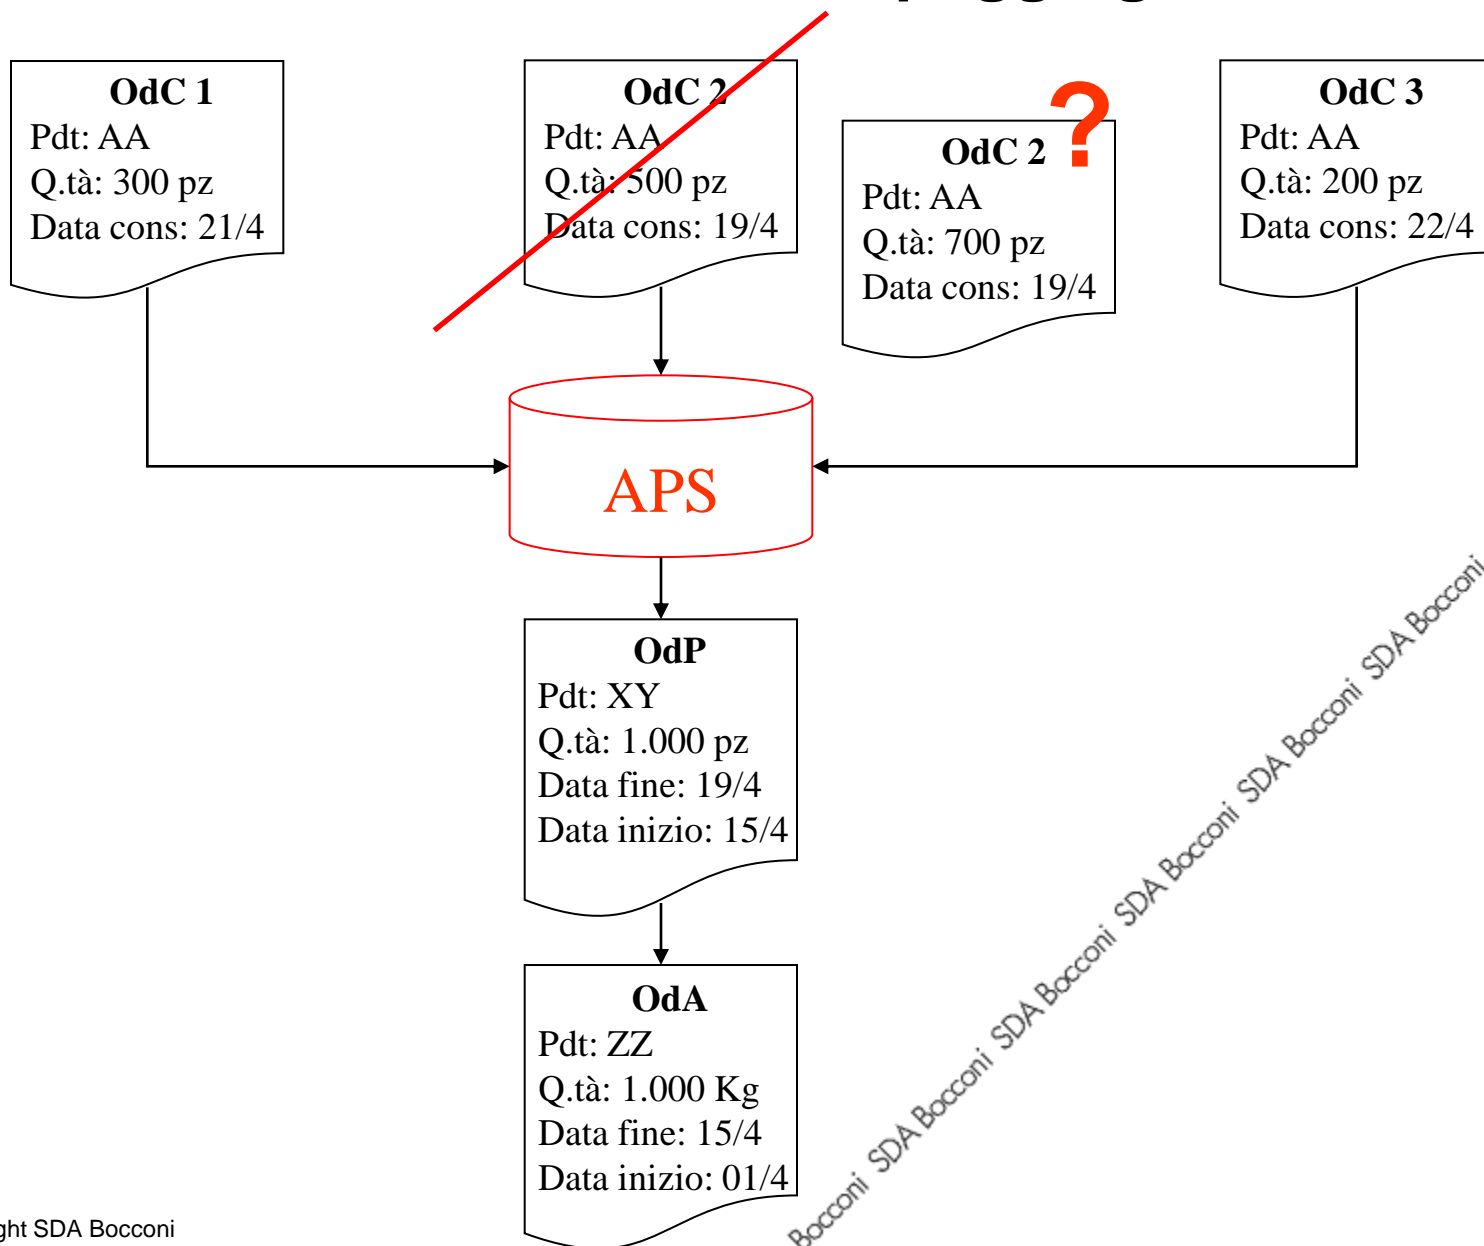 OdC 1
Pdt: AA
Q.tà: 300 pz
Data cons: 21/4
OdC 2
Pdt: AA
Q.tà: 500 pz
Data cons: 19/4
?
OdC 2
Pdt: AA
Q.tà: 700 pz
Data cons: 19/4
OdC 3
Pdt: AA
Q.tà: 200 pz
Data cons: 22/4
APS
OdP
Pdt: XY
Q.tà: 1.000 pz
Data fine: 19/4
Data inizio: 15/4
OdA
Pdt: ZZ
Q.tà: 1.000 Kg
Data fine: 15/4
Data inizio: 01/4
Bocconi SDA Bocconi SDA Bocconi SDA Bocconi SDA Bocconi SDA Bocconi
ght SDA Bocconi